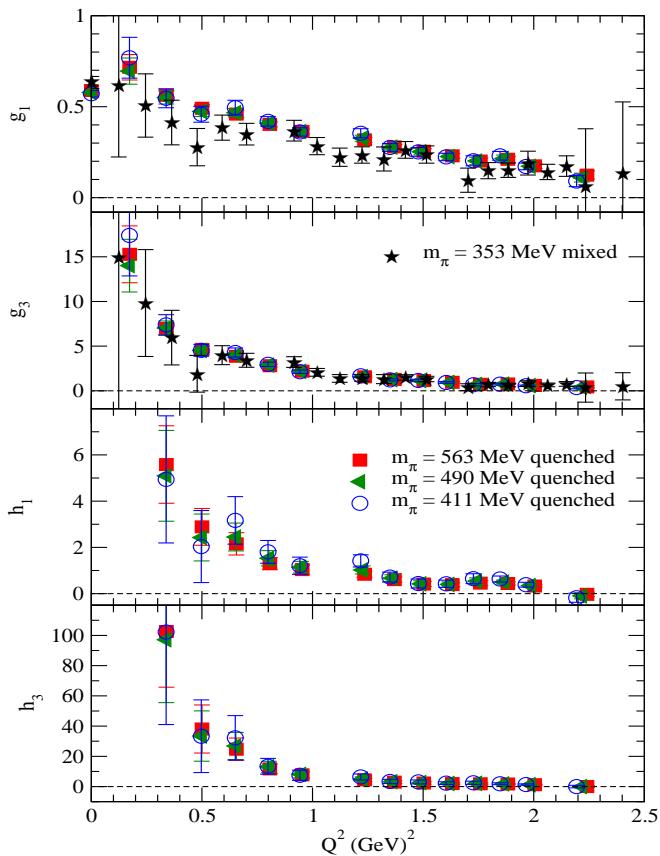 1
0.5
0
g1
15
10
5
0
g3
★ mπ = 353 MeV mixed
6
4
2
0
h1
mπ = 563 MeV quenched
mπ = 490 MeV quenched
mπ = 411 MeV quenched
100
80
60
40
20
0
h3
0 0.5 1 1.5 2 2.5
Q^2 (GeV)^2